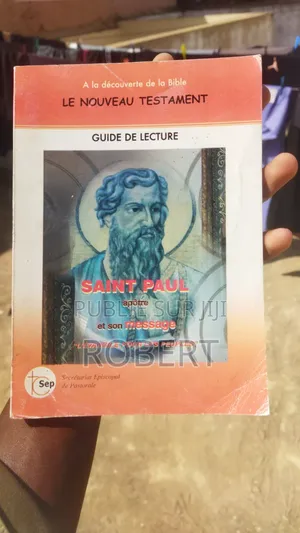 A la découverte de la Bible
LE NOUVEAU TESTAMENT
GUIDE DE LECTURE
SAINT PAUL
apôtre
PUBLIÉ SUR JIJI
et son message
ROBERT
Sep
Secrétariat Episcopal
de Pastorale